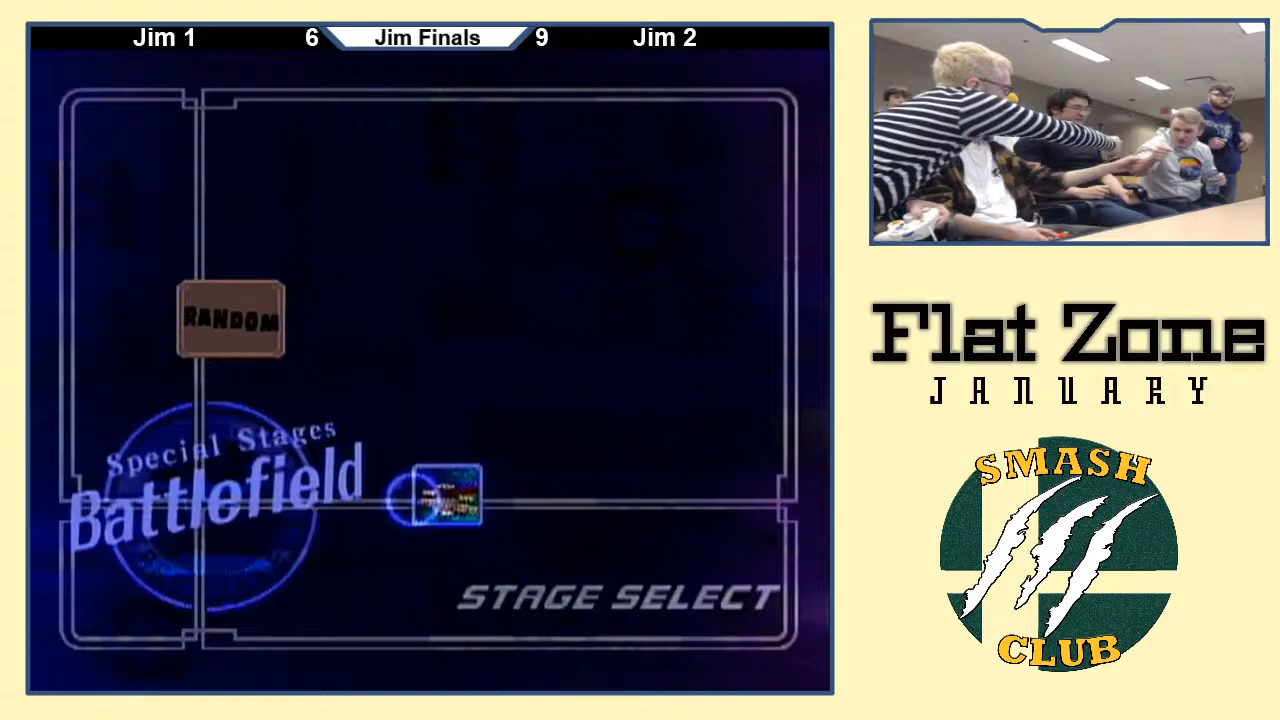 Jim 1 6 Jim Finals 9 Jim 2
RANDOM
Special Stages
Battlefield
STAGE SELECT
Flat Zone
JANUARY
SMASH
CLUB